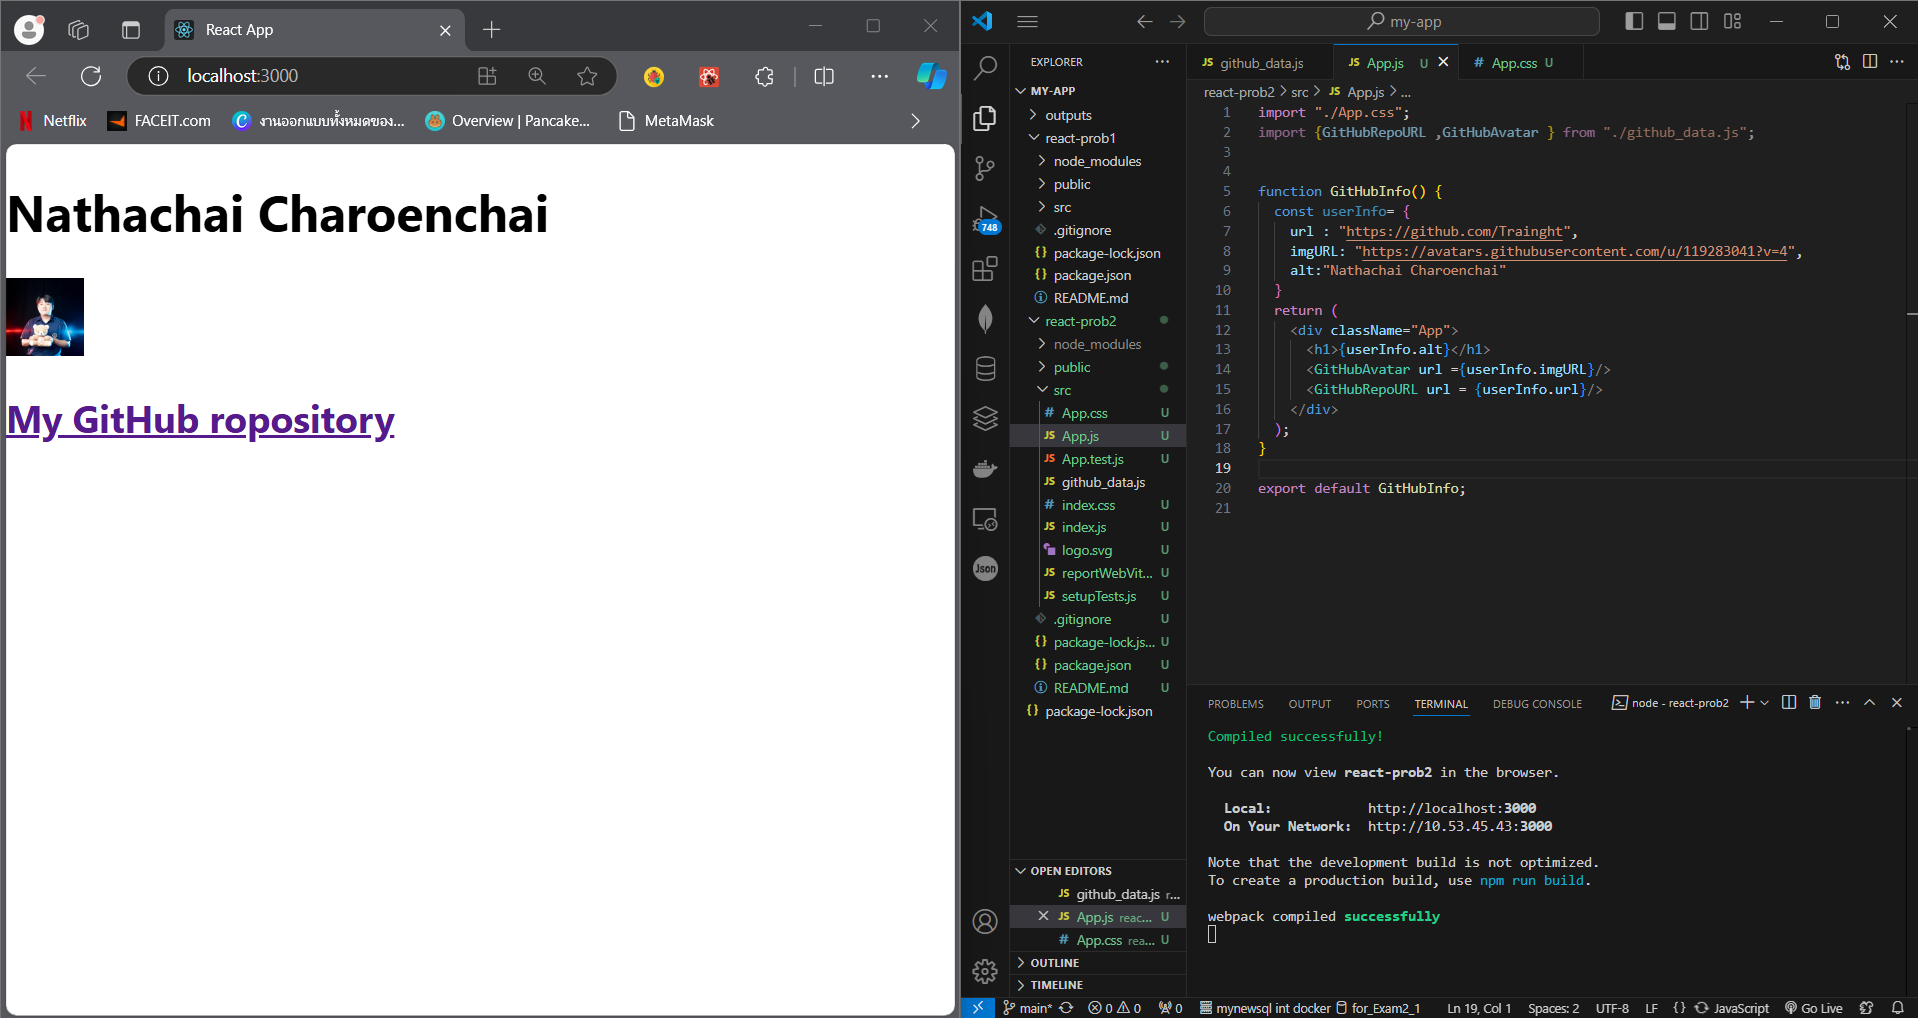 React App
localhost:3000
Netflix
FACEIT.com
งานออกแบบทั้งหมดของ...
Overview | Pancake...
MetaMask
Nathachai Charoenchai
My GitHub ropository
my-app
EXPLORER
MY-APP
outputs
react-prob1
node_modules
public
src
.gitignore
package-lock.json
package.json
README.md
react-prob2
node_modules
public
src
App.css U
App.js U
App.test.js U
github_data.js
index.css U
index.js U
logo.svg U
reportWebVit... U
setupTests.js U
.gitignore U
package-lock.js... U
package.json U
README.md U
package-lock.json
748
Json
OPEN EDITORS
github_data.js r...
App.js reac... U
App.css rea... U
OUTLINE
TIMELINE
JS github_data.js
JS App.js U
# App.css U
react-prob2 > src > JS App.js > ...
1 import "./App.css";
2 import {GitHubRepoURL ,GitHubAvatar } from "./github_data.js";
3
4
5 function GitHubInfo() {
6 const userInfo= {
7 url : "https://github.com/Trainght",
8 imgURL: "https://avatars.githubusercontent.com/u/119283041?v=4",
9 alt:"Nathachai Charoenchai"
10 }
11 return (
12 <div className="App">
13 <h1>{userInfo.alt}</h1>
14 <GitHubAvatar url ={userInfo.imgURL}/>
15 <GitHubRepoURL url = {userInfo.url}/>
16 </div>
17 );
18 }
19
20 export default GitHubInfo;
21
PROBLEMS OUTPUT PORTS TERMINAL DEBUG CONSOLE
node - react-prob2
Compiled successfully!
You can now view react-prob2 in the browser.
Local: http://localhost:3000
On Your Network: http://10.53.45.43:3000
Note that the development build is not optimized.
To create a production build, use npm run build.
webpack compiled successfully
main* 0 0 0 mynewsql int docker for_Exam2_1 Ln 19, Col 1 Spaces: 2 UTF-8 LF {} JavaScript Go Live